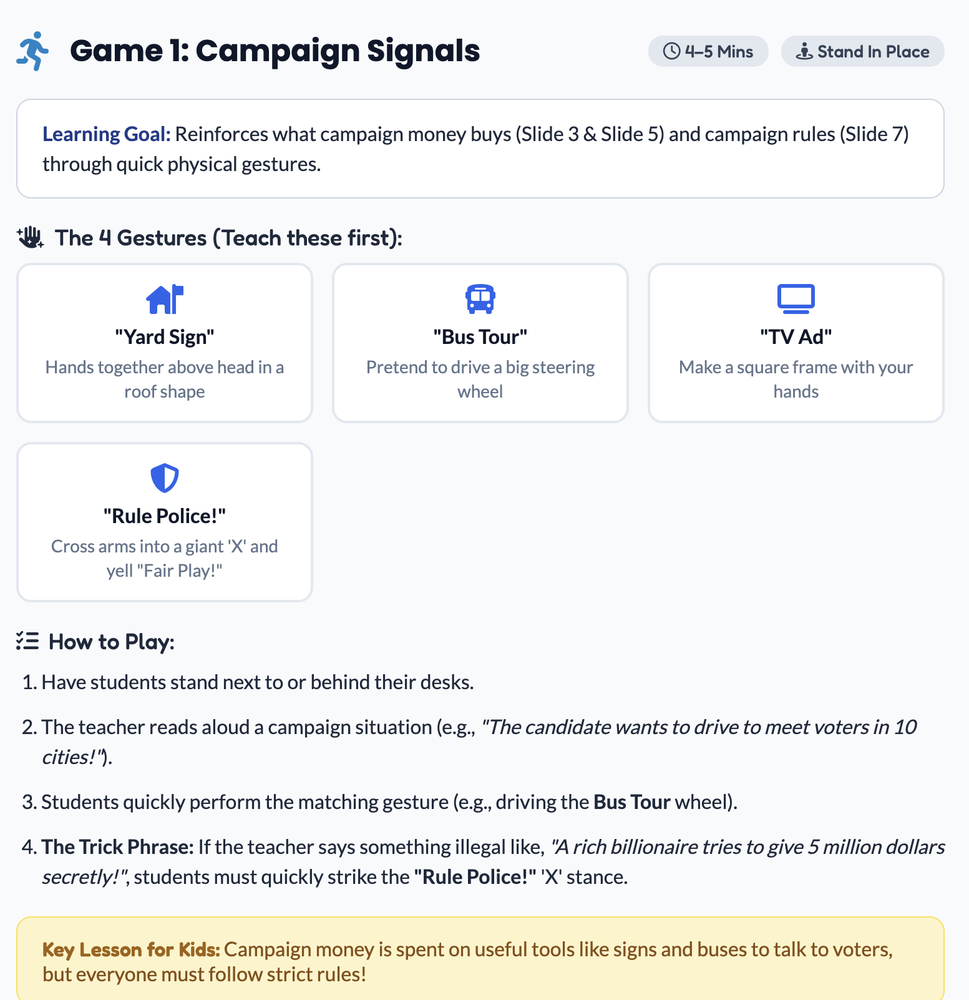 Game 1: Campaign Signals
4–5 Mins
Stand In Place
Learning Goal: Reinforces what campaign money buys (Slide 3 & Slide 5) and campaign rules (Slide 7)
through quick physical gestures.
The 4 Gestures (Teach these first):
"Yard Sign"
Hands together above head in a
roof shape
"Bus Tour"
Pretend to drive a big steering
wheel
"TV Ad"
Make a square frame with your
hands
"Rule Police!"
Cross arms into a giant 'X' and
yell "Fair Play!"
How to Play:
1. Have students stand next to or behind their desks.
2. The teacher reads aloud a campaign situation (e.g., "The candidate wants to drive to meet voters in 10
cities!").
3. Students quickly perform the matching gesture (e.g., driving the Bus Tour wheel).
4. The Trick Phrase: If the teacher says something illegal like, "A rich billionaire tries to give 5 million dollars
secretly!", students must quickly strike the "Rule Police!" 'X' stance.
Key Lesson for Kids: Campaign money is spent on useful tools like signs and buses to talk to voters,
but everyone must follow strict rules!